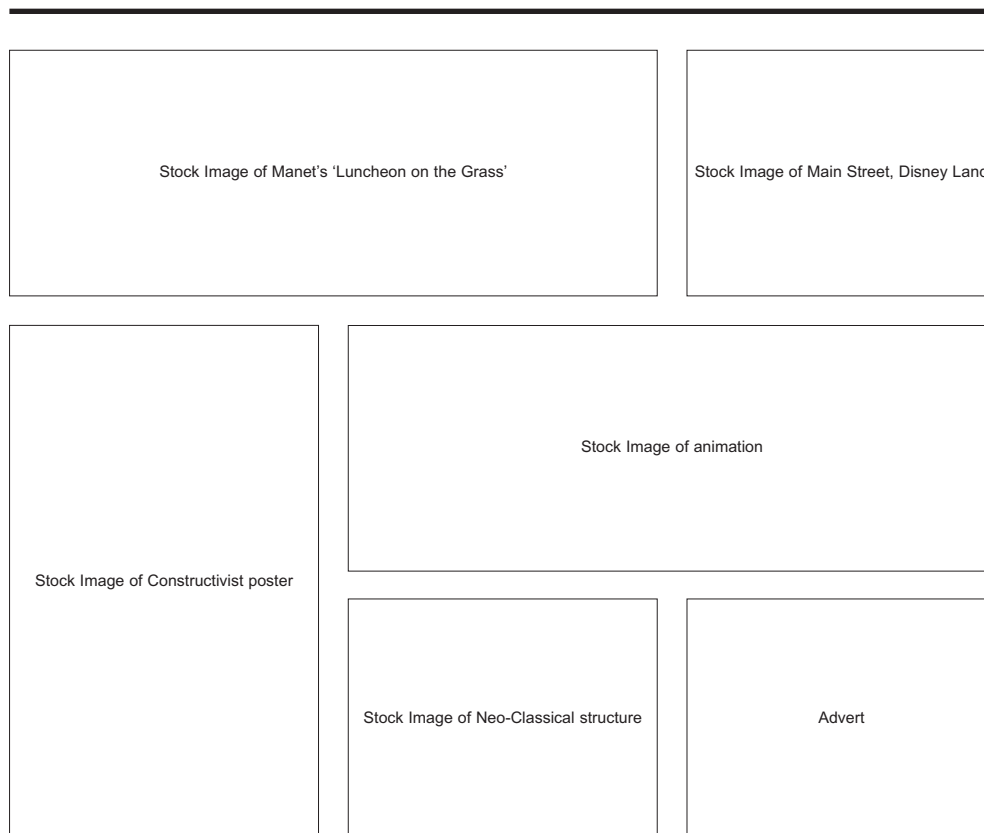 Stock Image of Manet’s ‘Luncheon on the Grass’
Stock Image of Main Street, Disney Lan
Stock Image of animation
Stock Image of Constructivist poster
Stock Image of Neo-Classical structure
Advert